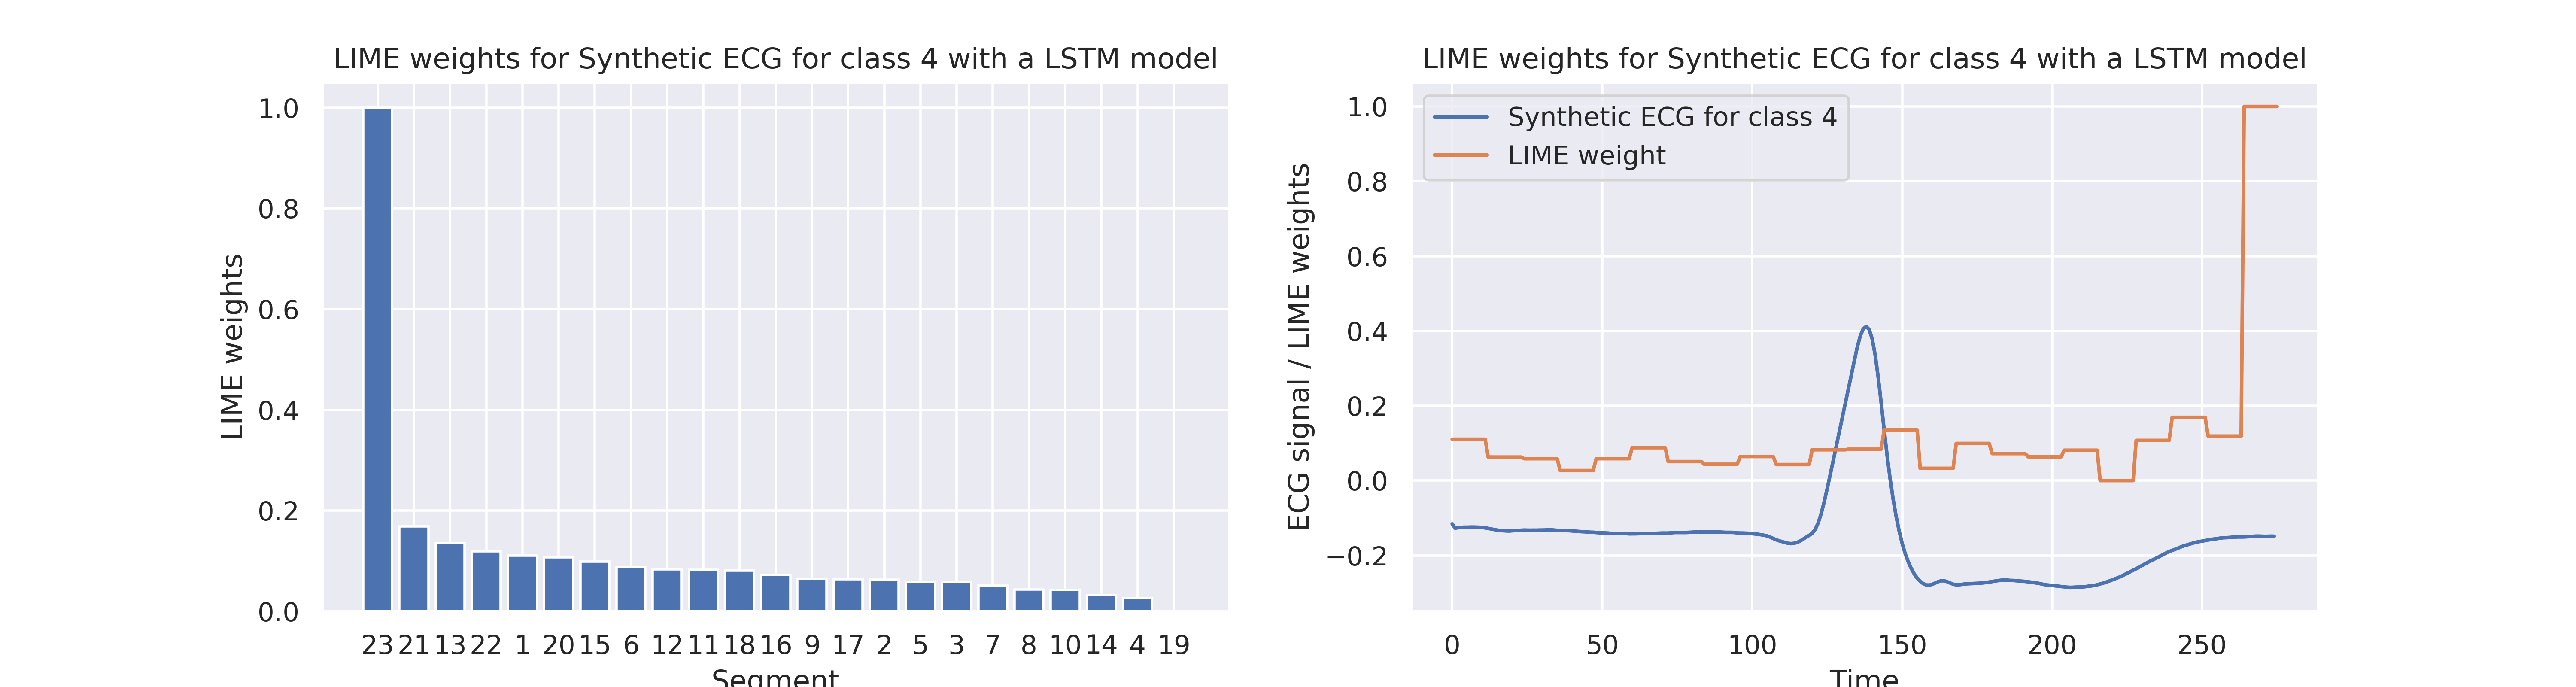 LIME weights for Synthetic ECG for class 4 with a LSTM model
LIME weights
1.0
0.8
0.6
0.4
0.2
0.0
23 21 13 22 1 20 15 6 12 11 18 16 9 17 2 5 3 7 8 10 14 4 19
Segment
LIME weights for Synthetic ECG for class 4 with a LSTM model
Synthetic ECG for class 4
LIME weight
ECG signal / LIME weights
1.0
0.8
0.6
0.4
0.2
0.0
−0.2
0 50 100 150 200 250
Time